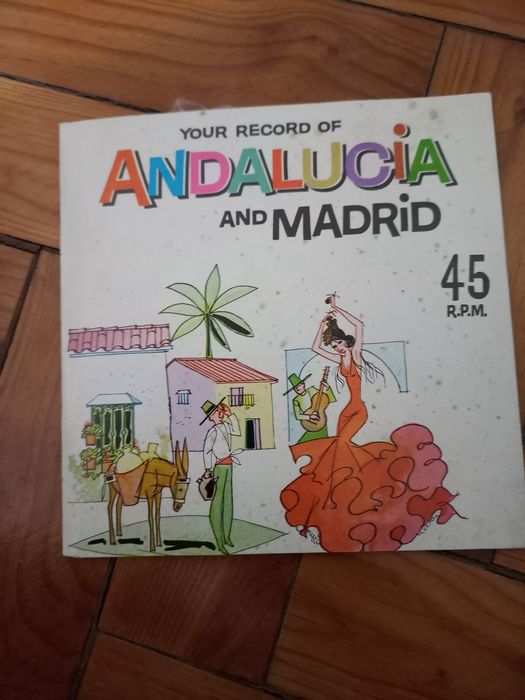 YOUR RECORD OF
ANDALUCiA
AND MADRiD
45
R.P.M.